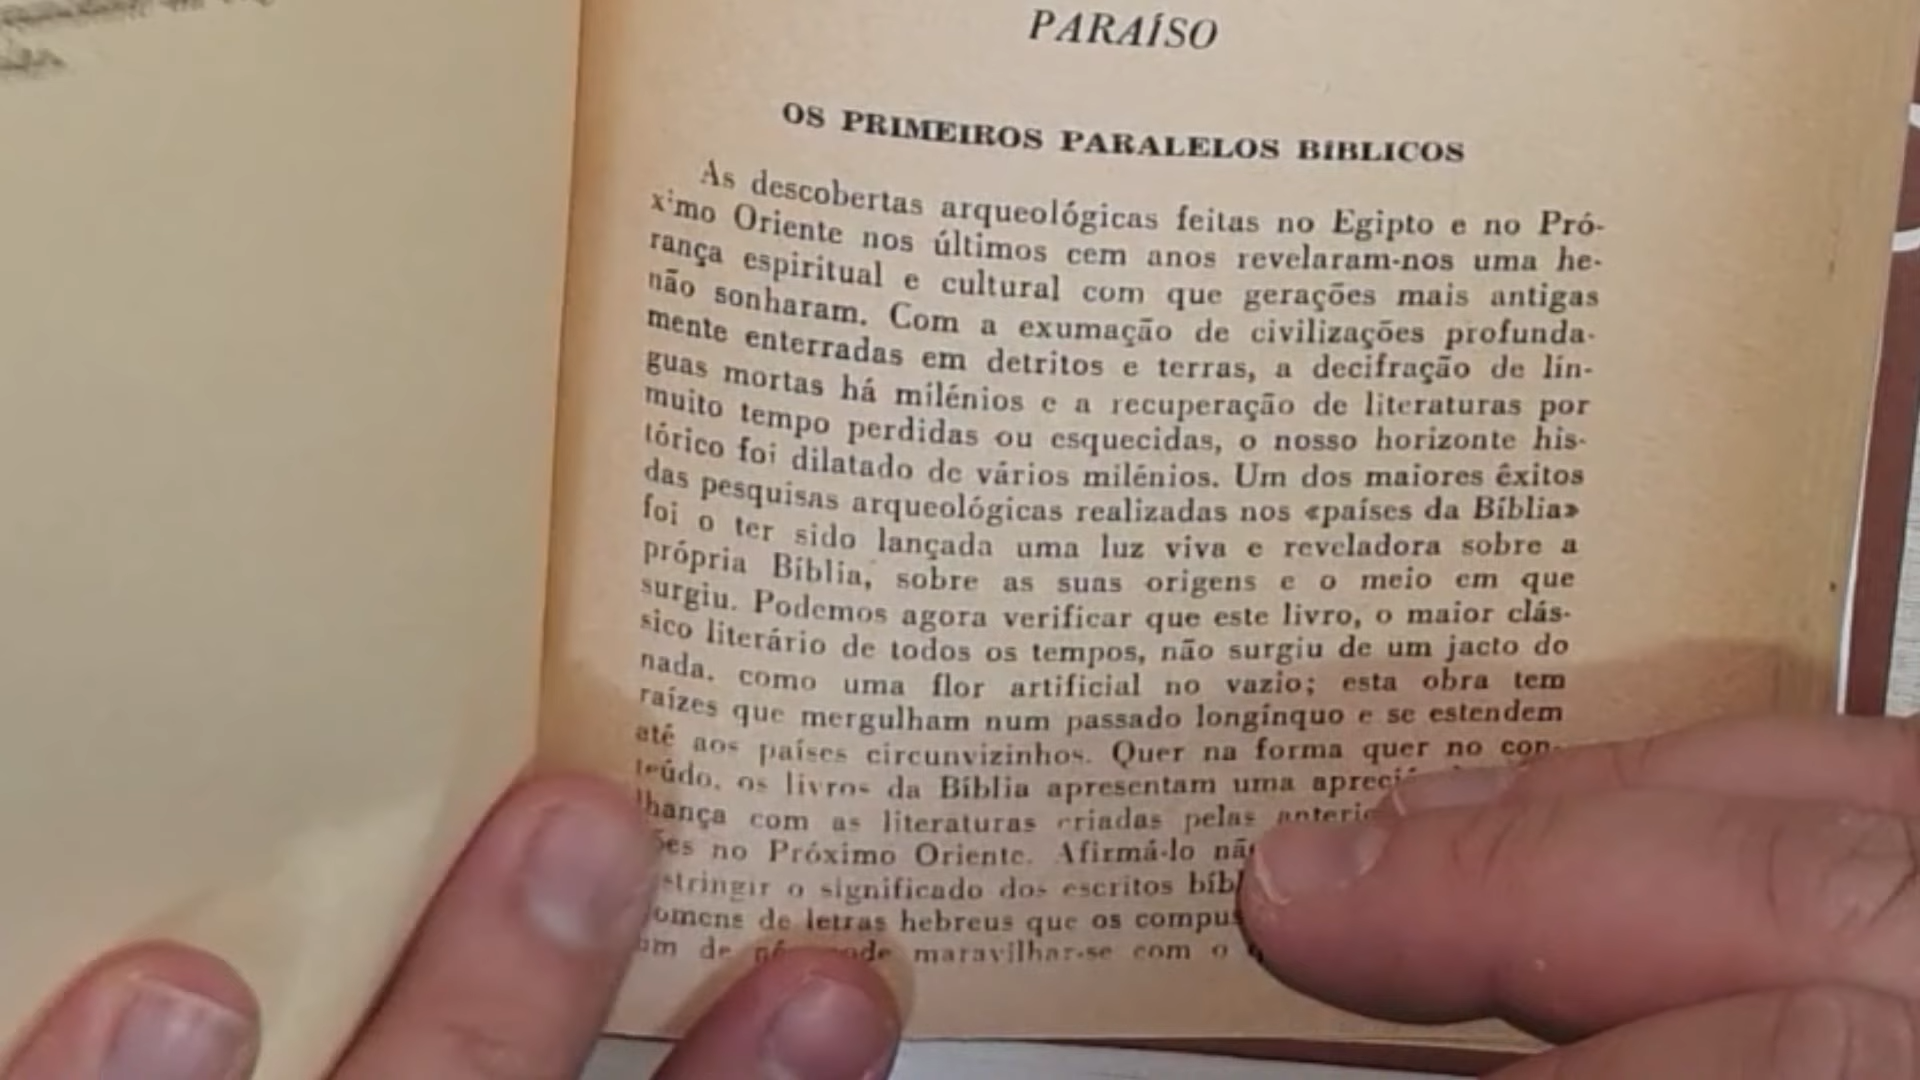 PARAÍSO
OS PRIMEIROS PARALELOS BÍBLICOS
As descobertas arqueológicas feitas no Egipto e no Pró-
ximo Oriente nos últimos cem anos revelaram-nos uma he-
rança espiritual e cultural com que gerações mais antigas
não sonharam. Com a exumação de civilizações profunda-
mente enterradas em detritos e terras, a decifração de lín-
guas mortas há milénios e a recuperação de literaturas por
muito tempo perdidas ou esquecidas, o nosso horizonte his-
tórico foi dilatado de vários milénios. Um dos maiores êxitos
das pesquisas arqueológicas realizadas nos «países da Bíblia»
foi o ter sido lançada uma luz viva e reveladora sobre a
própria Bíblia, sobre as suas origens e o meio em que
surgiu. Podemos agora verificar que este livro, o maior clás-
sico literário de todos os tempos, não surgiu de um jacto do
nada, como uma flor artificial no vazio; esta obra tem
raízes que mergulham num passado longínquo e se estendem
até aos países circunvizinhos. Quer na forma quer no con-
teúdo, os livros da Bíblia apresentam uma
lhança com as literaturas criadas pelas
no Próximo Oriente. Afirmá-lo
o significado dos escritos
de letras hebreus que os
de maravilhar-se com o